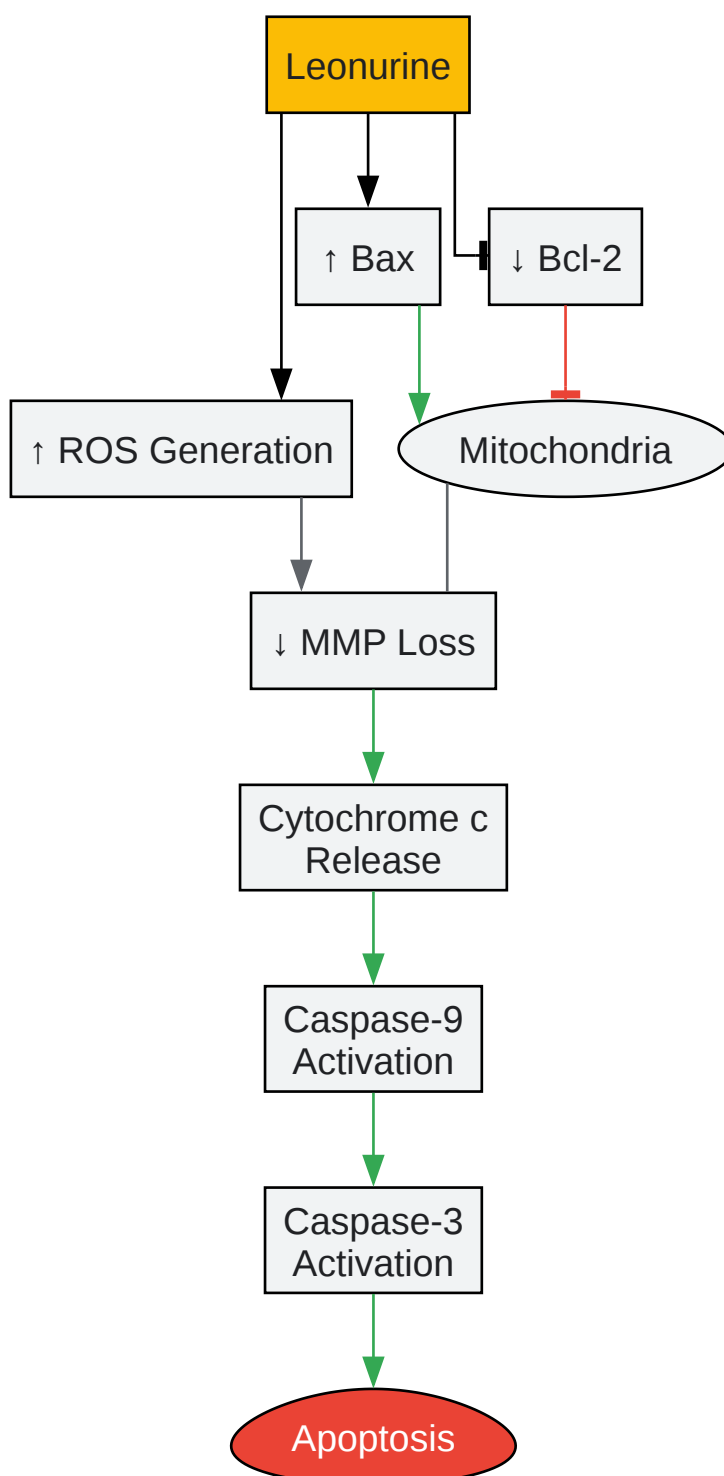 Leonurine
↑ Bax
↓ Bcl-2
↑ ROS Generation
Mitochondria
↓ MMP Loss
Cytochrome c
Release
Caspase-9
Activation
Caspase-3
Activation
Apoptosis